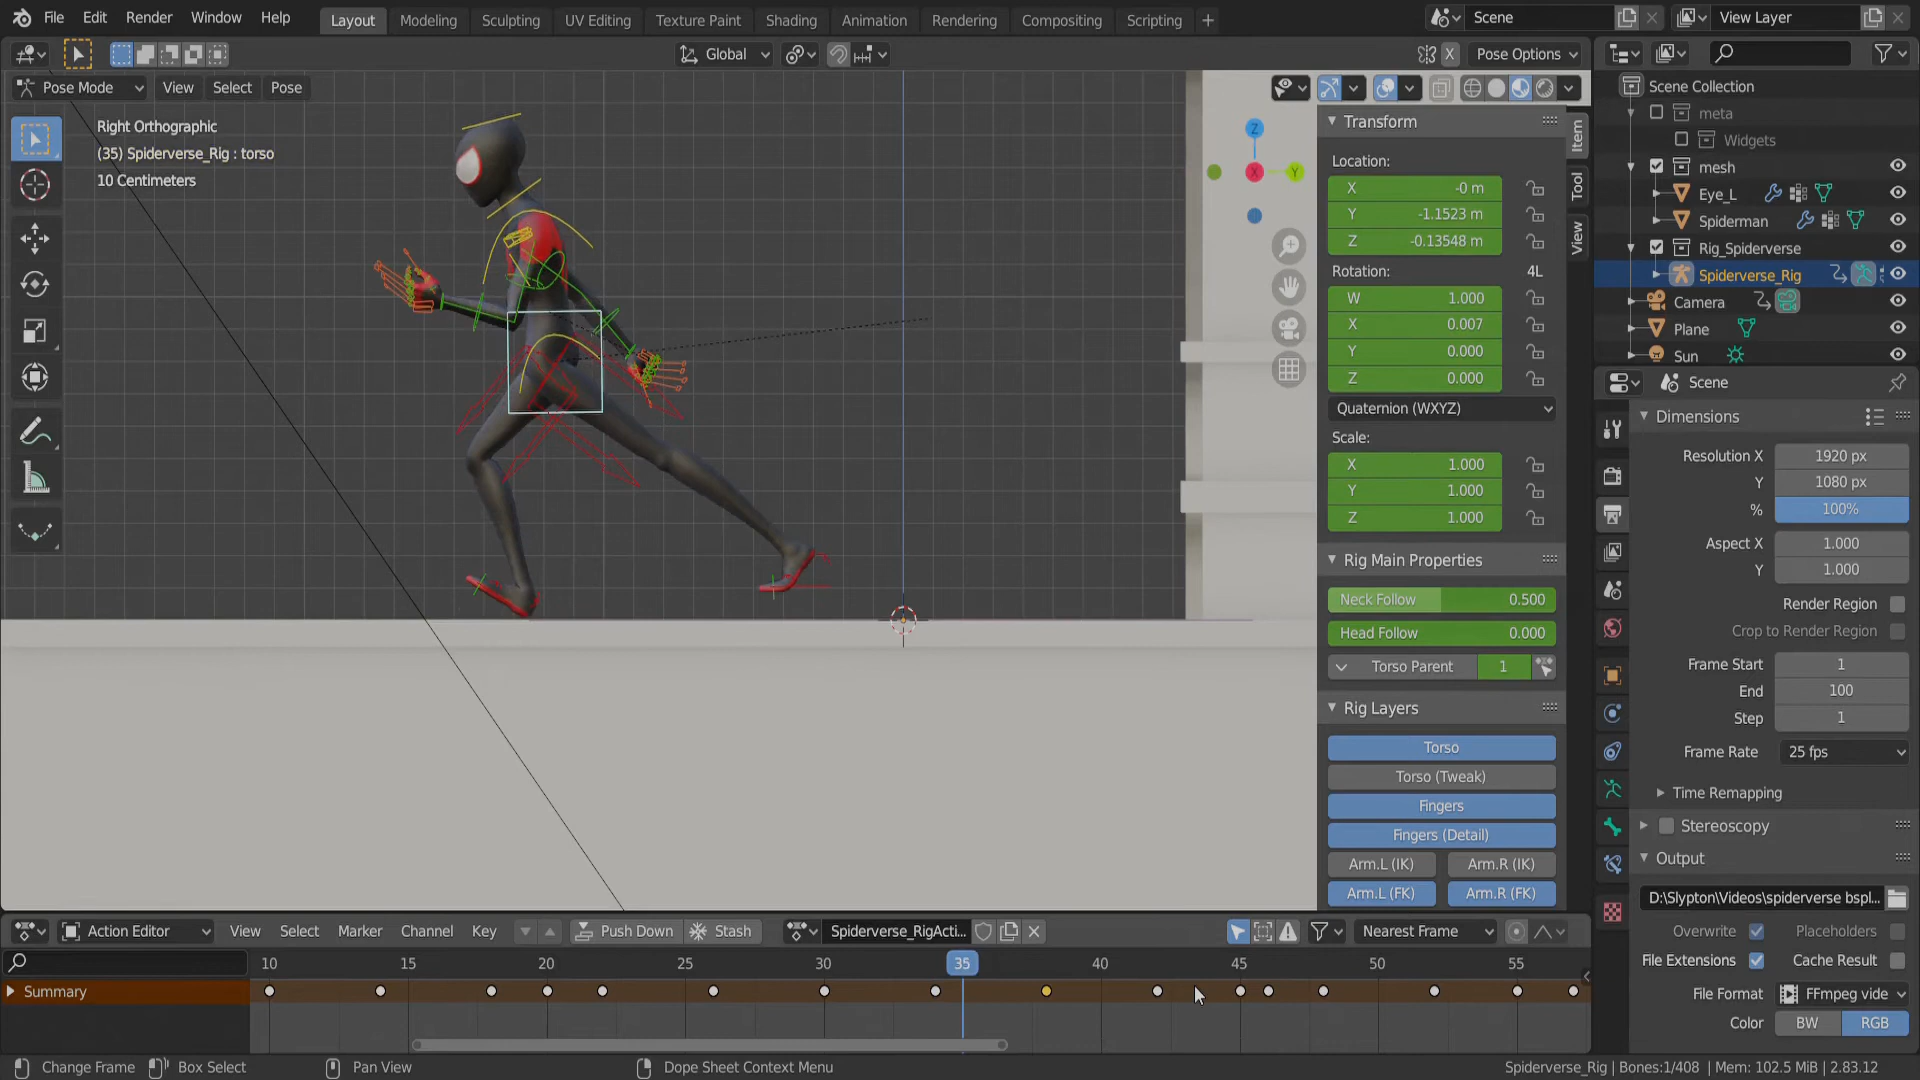 File Edit Render Window Help Layout Modeling Sculpting UV Editing Texture Paint Shading Animation Rendering Compositing Scripting + Scene View Layer
Global X Pose Options
Pose Mode View Select Pose
Right Orthographic
(35) Spiderverse_Rig : torso
10 Centimeters
Z
X
Y
Item
Tool
View
Transform
Location:
X -0 m
Y -1.1523 m
Z -0.13548 m
Rotation: 4L
W 1.000
X 0.007
Y 0.000
Z 0.000
Quaternion (WXYZ)
Scale:
X 1.000
Y 1.000
Z 1.000
Rig Main Properties
Neck Follow 0.500
Head Follow 0.000
Torso Parent 1
Rig Layers
Torso
Torso (Tweak)
Fingers
Fingers (Detail)
Arm.L (IK) Arm.R (IK)
Arm.L (FK) Arm.R (FK)
Scene Collection
meta
Widgets
mesh
Eye_L
Spiderman
Rig_Spiderverse
Spiderverse_Rig
Camera
Plane
Sun
Scene
Dimensions
Resolution X 1920 px
Y 1080 px
% 100%
Aspect X 1.000
Y 1.000
Render Region
Crop to Render Region
Frame Start 1
End 100
Step 1
Frame Rate 25 fps
Time Remapping
Stereoscopy
Output
D:\Slypton\Videos\spiderverse bspl...
Overwrite Placeholders
File Extensions Cache Result
File Format FFmpeg vide
Color BW RGB
Action Editor View Select Marker Channel Key Push Down Stash Spiderverse_RigActi... Nearest Frame
10 15 20 25 30 35 40 45 50 55
Summary
Change Frame Box Select Pan View Dope Sheet Context Menu Spiderverse_Rig | Bones:1/408 | Mem: 102.5 MiB | 2.83.12